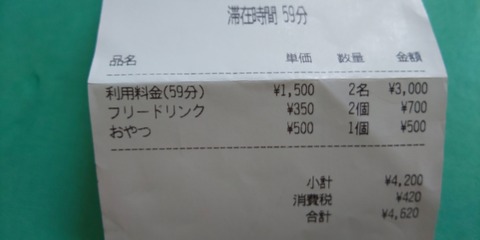 滞在時間 59分
品名 単価 数量 金額
利用料金(59分) ¥1,500 2名 ¥3,000
フリードリンク ¥350 2個 ¥700
おやつ ¥500 1個 ¥500
小計 ¥4,200
消費税 ¥420
合計 ¥4,620